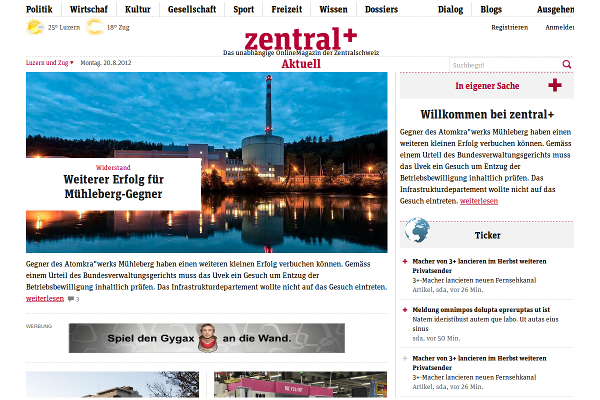 Politik Wirtschaf Kultur Gesellschaft Sport Freizeit Wissen Dossiers Dialog Blogs Ausgehen
25° Luzern 18° Zug Registrieren Anmelden
zentral+
Das unabhängige OnlineMagazin der Zentralschweiz
Luzern und Zug Montag, 20.8.2012 Aktuell Suchbegriff
In eigener Sache
Widerstand
Weiterer Erfolg für
Mühleberg-Gegner
Gegner des Atomkra"werks Mühleberg haben einen weiteren kleinen Erfolg verbuchen können. Gemäss
einem Urteil des Bundesverwaltungsgerichts muss das Uvek ein Gesuch um Entzug der
Betriebsbewilligung inhaltlich prüfen. Das Infrastrukturdepartement wollte nicht auf das Gesuch eintreten.
weiterlesen 3
WERBUNG
Spiel den Gygax an die Wand.
Willkommen bei zentral+
Gegner des Atomkra"werks Mühleberg haben einen
weiteren kleinen Erfolg verbuchen können. Gemäss
einem Urteil des Bundesverwaltungsgerichts muss
das Uvek ein Gesuch um Entzug der
Betriebsbewilligung inhaltlich prüfen. Das
Infrastrukturdepartement wollte nicht auf das
Gesuch eintreten. weiterlesen
Ticker
Macher von 3+ lancieren im Herbst weiteren
Privatsender
3+-Macher lancieren neuen Fernsehkanal
Artikel, sda, vor 26 Min.
Meldung omnimpos dolupta epreruptas ut ist
Natem ideristibust autem que labo. Ut autas eius
sinus
sda, vor 50 Min.
Macher von 3+ lancieren im Herbst weiteren
Privatsender
3+-Macher lancieren neuen Fernsehkanal
Artikel, sda, vor 26 Min.